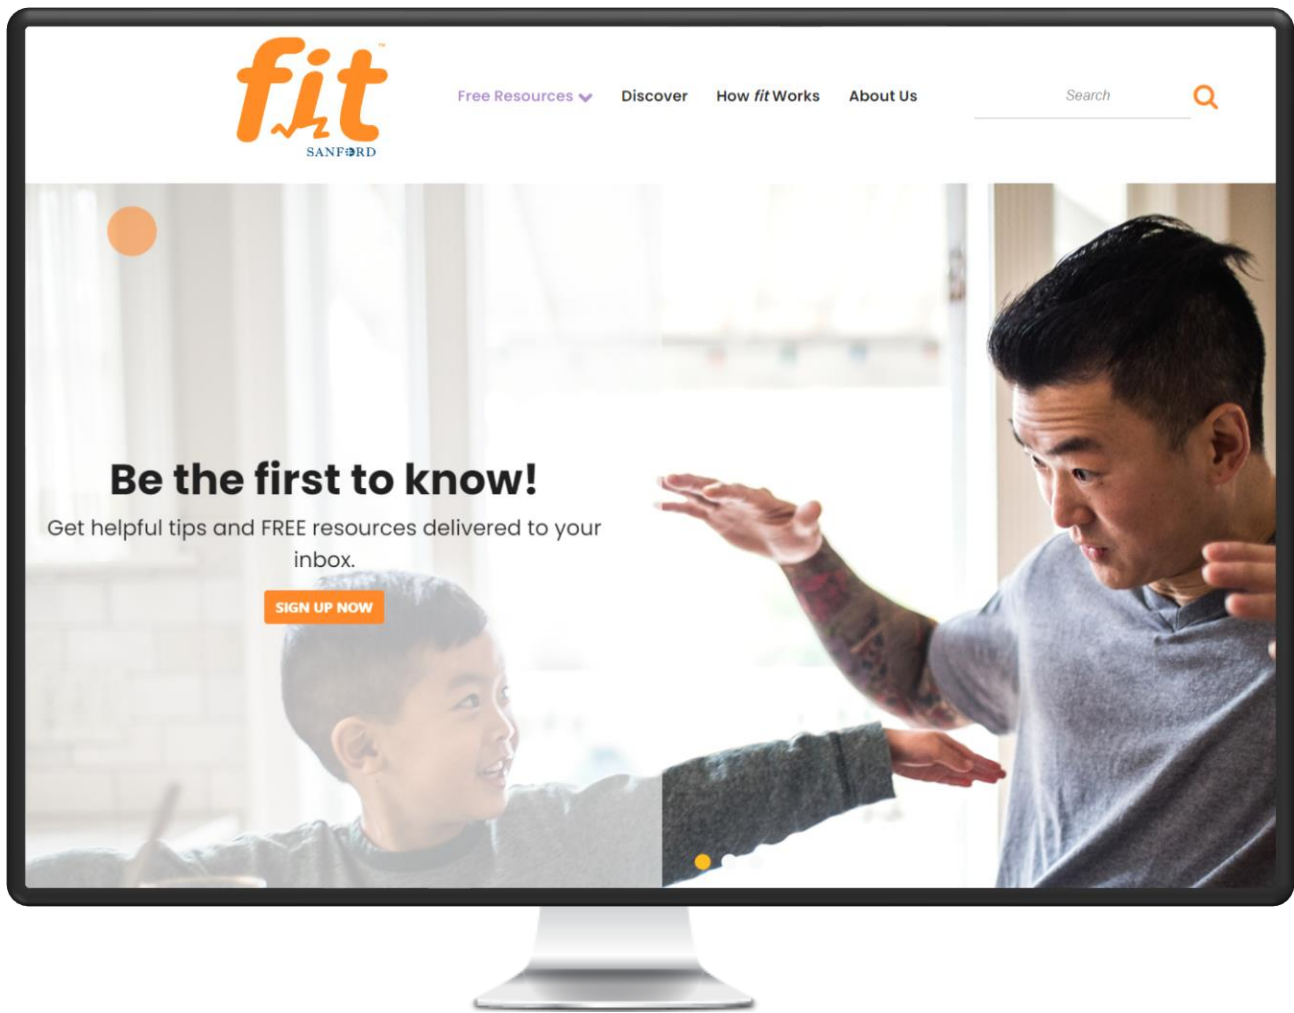 fit™
SANFORD
Free Resources
Discover
How fit Works
About Us
Search
Be the first to know!
Get helpful tips and FREE resources delivered to your
inbox.
SIGN UP NOW